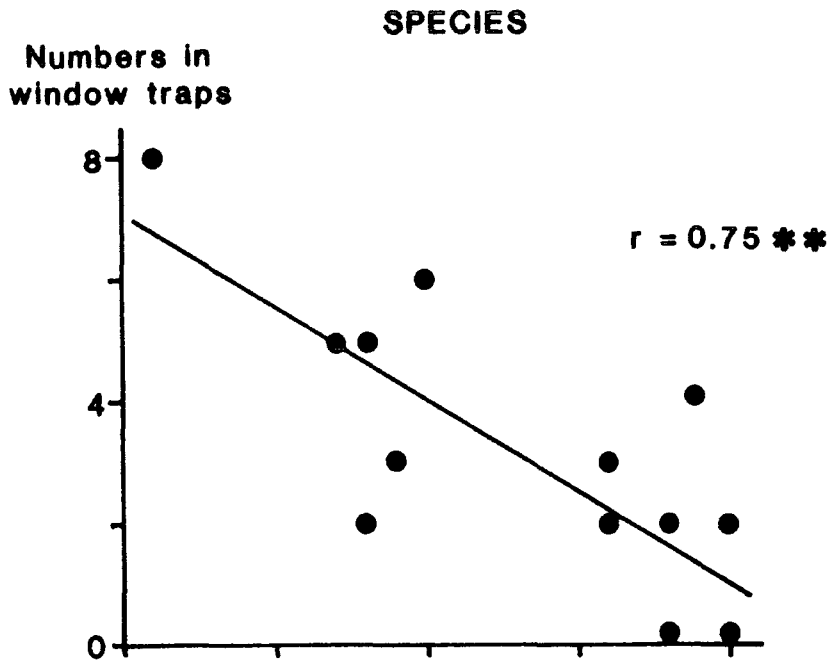 SPECIES
Numbers in
window traps
8
r = 0.75 **
4
0